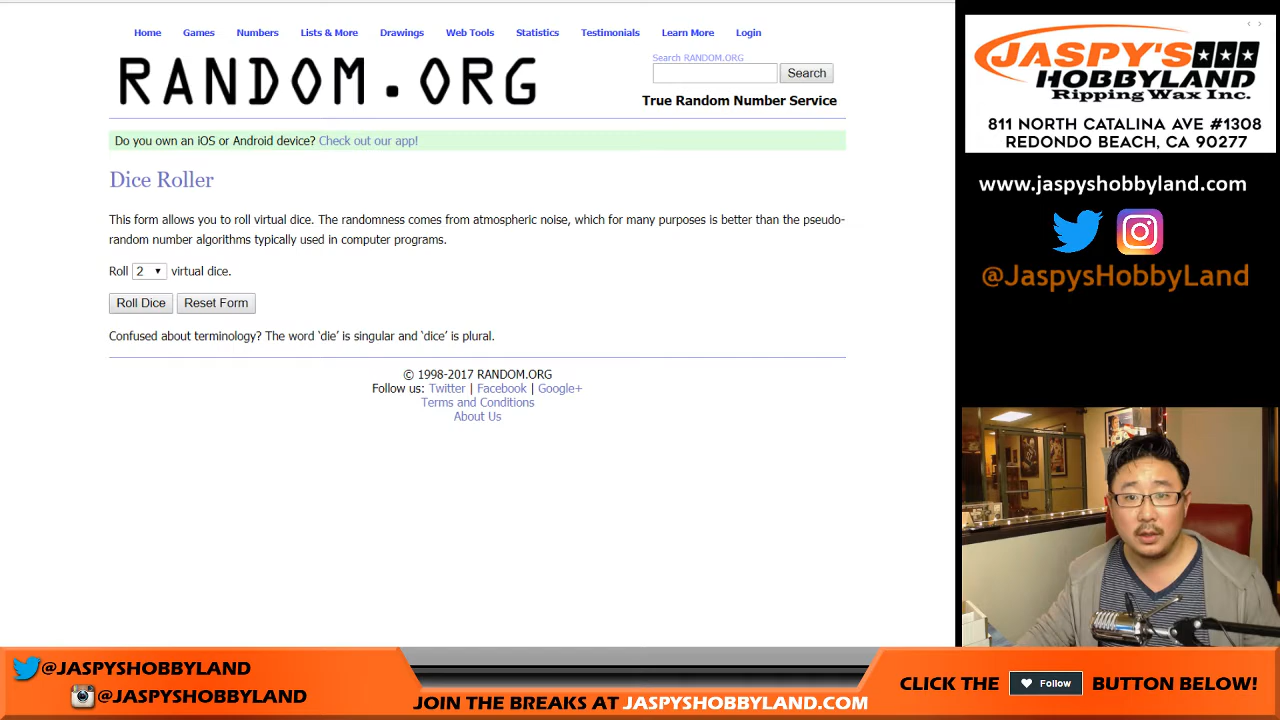 Home Games Numbers Lists & More Drawings Web Tools Statistics Testimonials Learn More Login
RANDOM.ORG
Search RANDOM.ORG
Search
True Random Number Service
Do you own an iOS or Android device? Check out our app!
Dice Roller
This form allows you to roll virtual dice. The randomness comes from atmospheric noise, which for many purposes is better than the pseudo-
random number algorithms typically used in computer programs.
Roll 2 virtual dice.
Roll Dice Reset Form
Confused about terminology? The word ‘die’ is singular and ‘dice’ is plural.
© 1998-2017 RANDOM.ORG
Follow us: Twitter | Facebook | Google+
Terms and Conditions
About Us
JASPY'S
HOBBYLAND
Ripping Wax Inc.
811 NORTH CATALINA AVE #1308
REDONDO BEACH, CA 90277
www.jaspyshobbyland.com
@JaspysHobbyLand
@JASPYSHOBBYLAND
@JASPYSHOBBYLAND
JOIN THE BREAKS AT JASPYSHOBBYLAND.COM
CLICK THE Follow BUTTON BELOW!